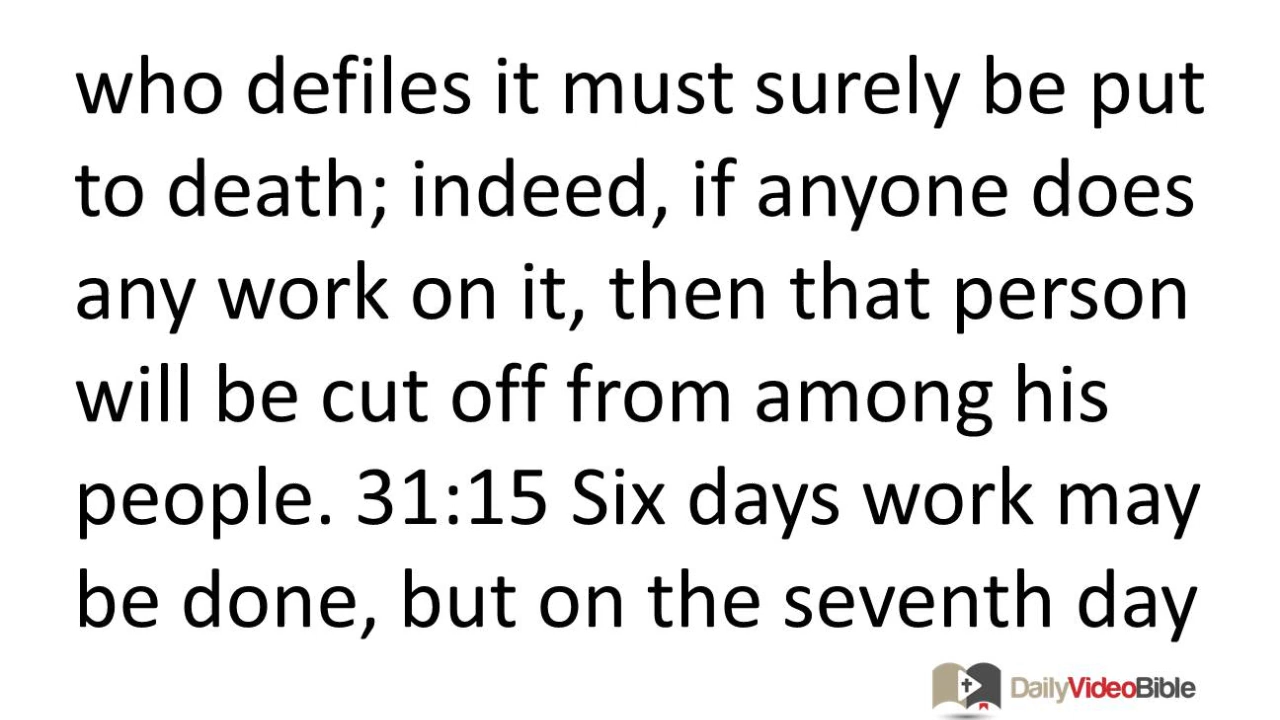 who defiles it must surely be put
to death; indeed, if anyone does
any work on it, then that person
will be cut off from among his
people. 31:15 Six days work may
be done, but on the seventh day
DailyVideoBible